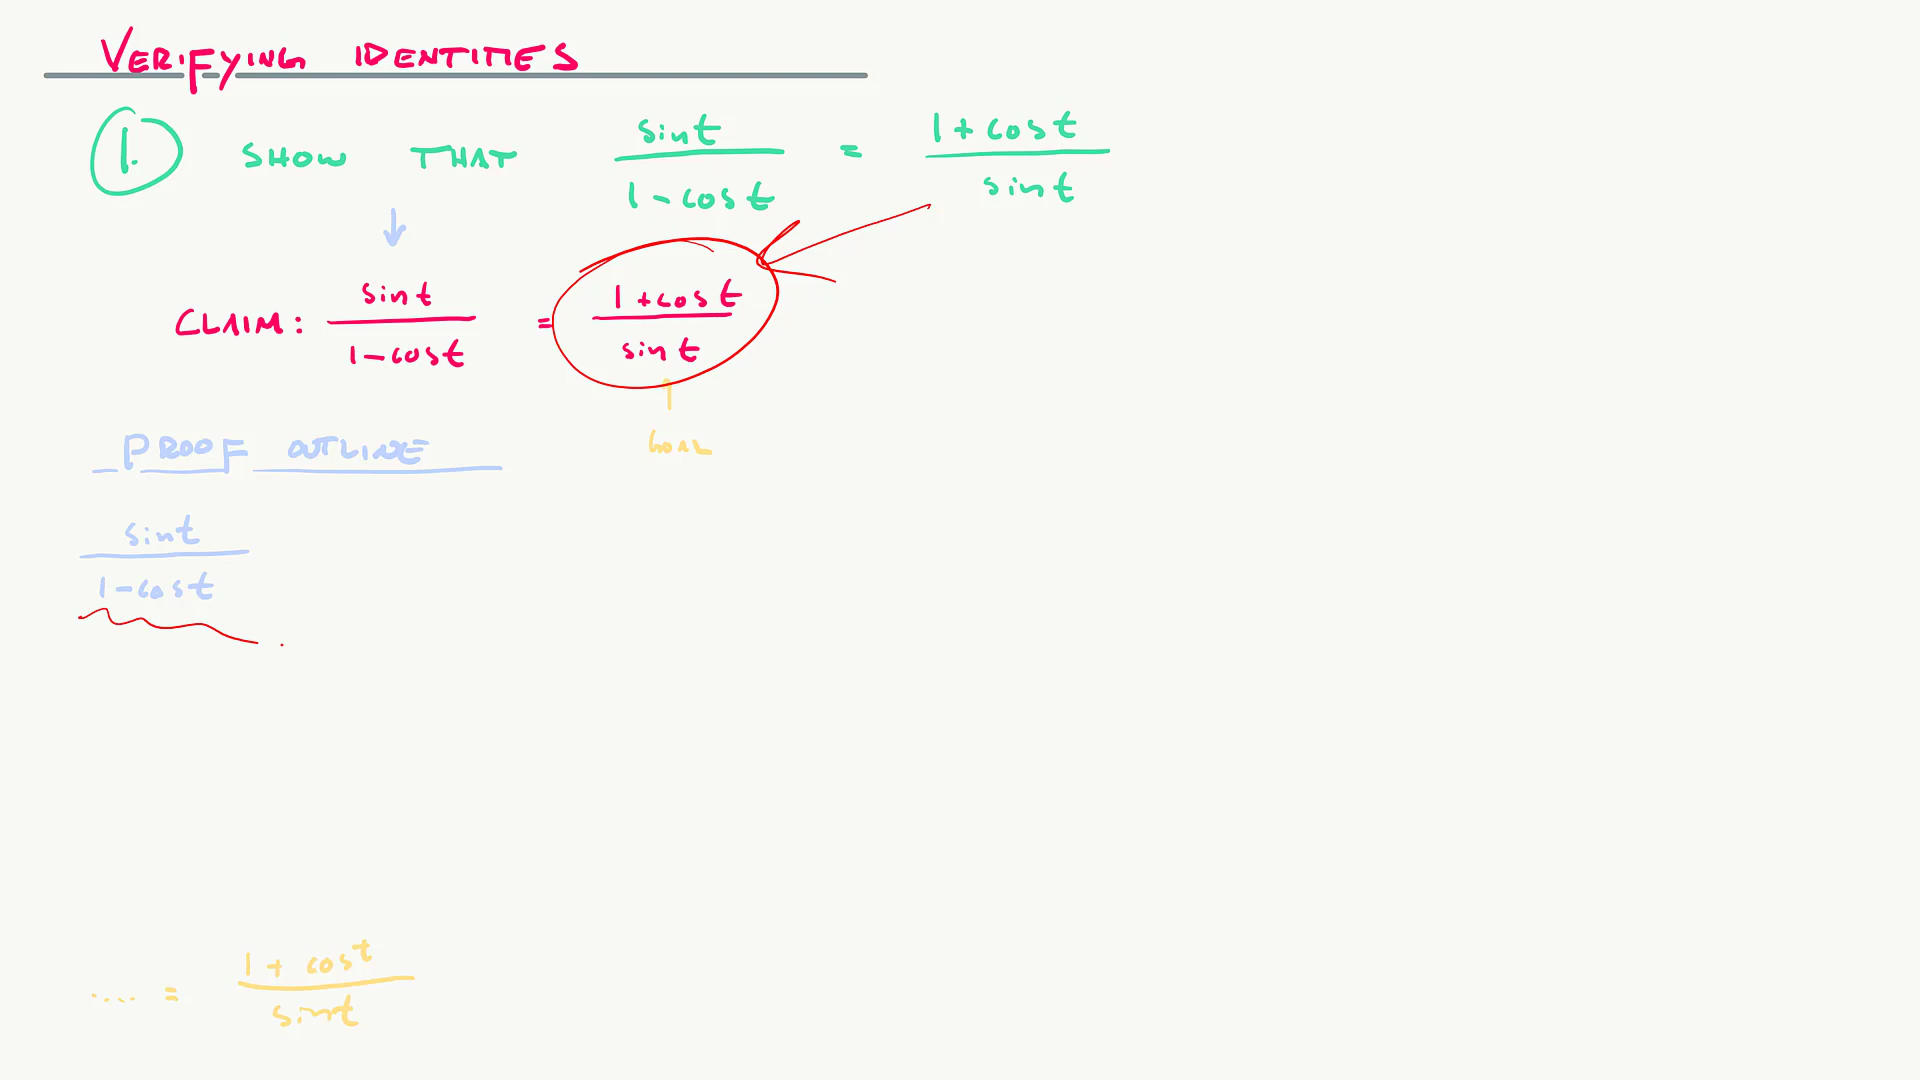 VERIFYING IDENTITIES
1. SHOW THAT sin t / 1 - cos t = 1 + cos t / sin t
↓
CLAIM: sin t / 1 - cos t = 1 + cos t / sin t
↑
GOAL
PROOF OUTLINE
sin t / 1 - cos t
.... = 1 + cos t / sin t